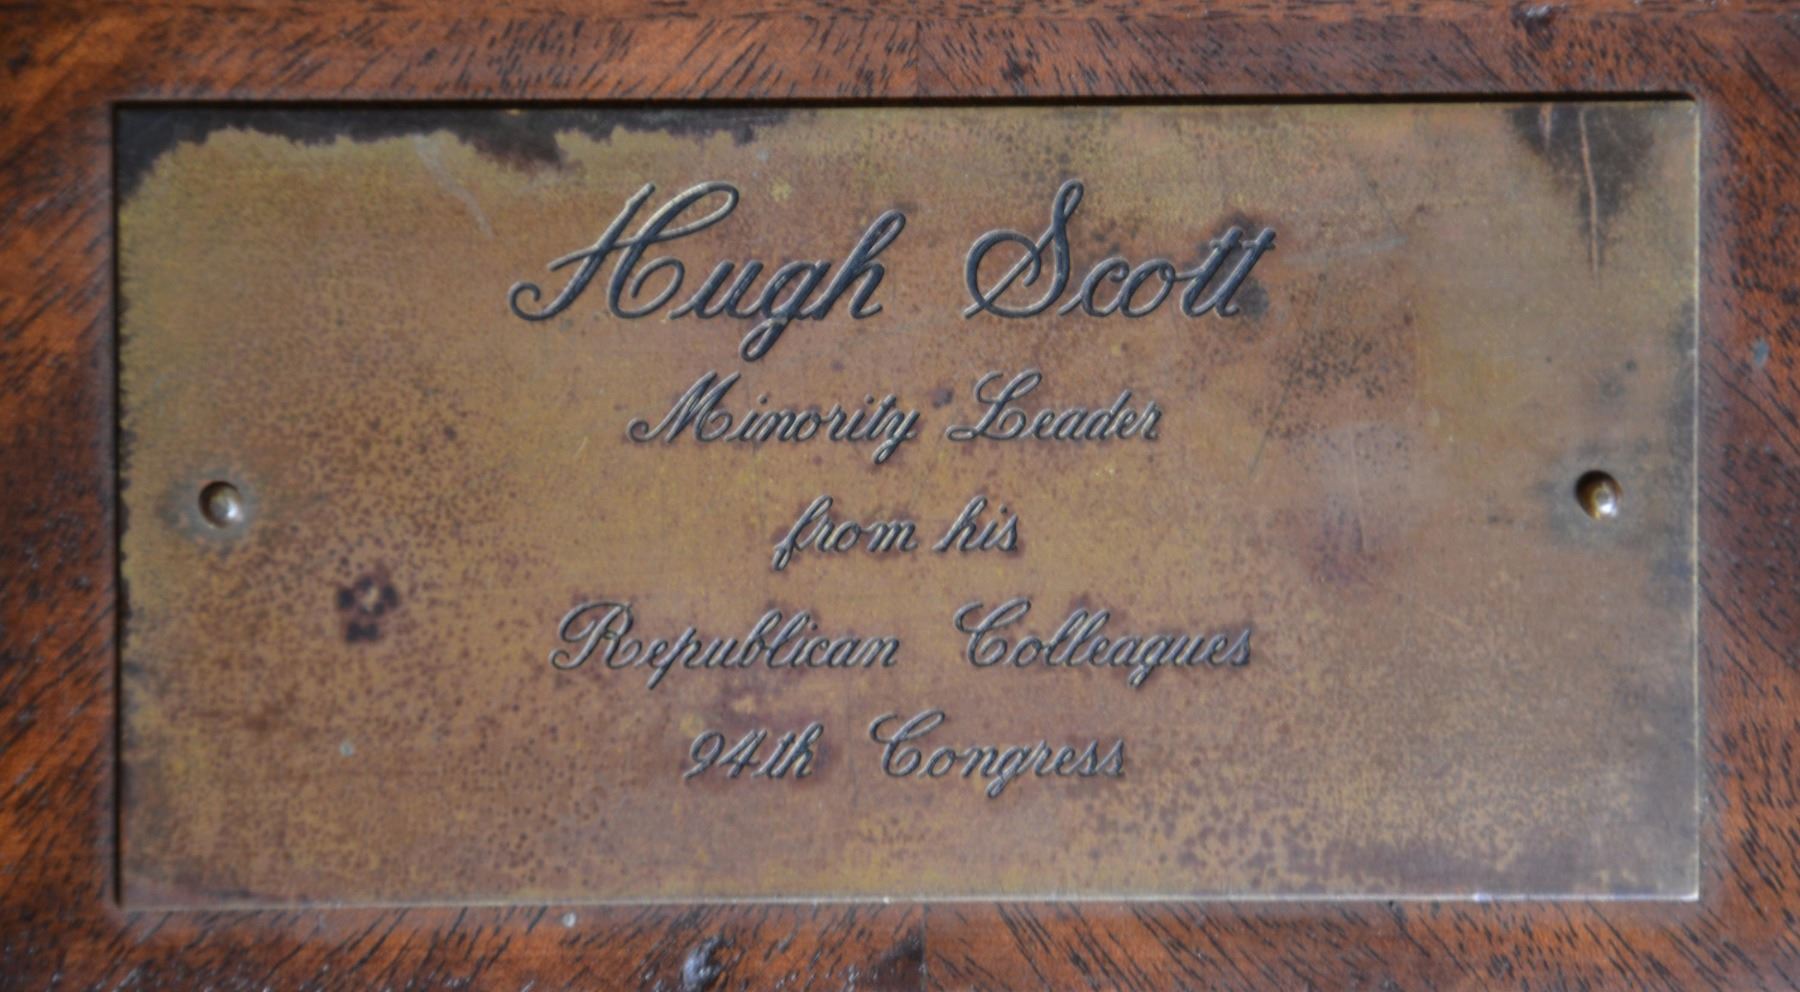 Hugh Scott
Minority Leader
from his
Republican Colleagues
94th Congress